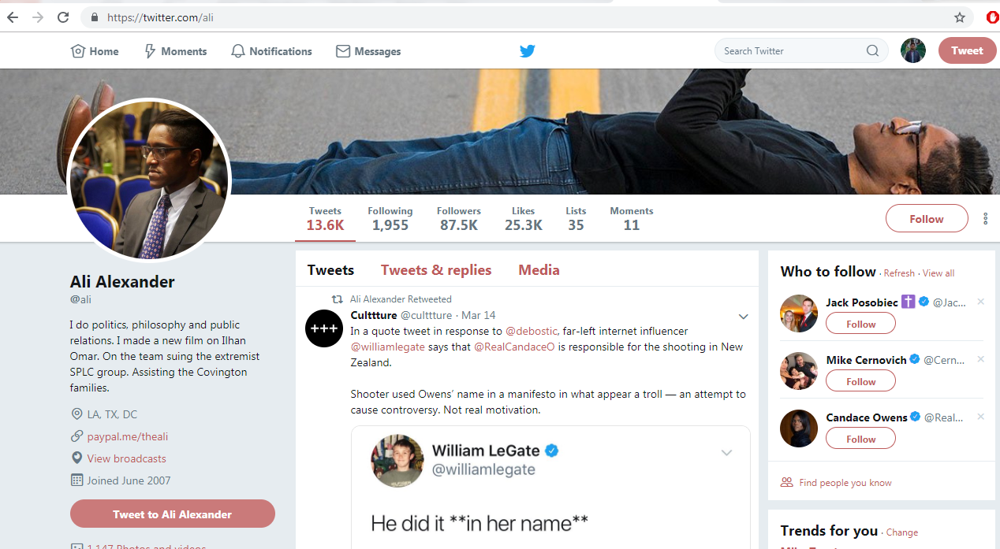 https://twitter.com/ali
Home
Moments
Notifications
Messages
Search Twitter
Tweet
Tweets
13.6K
Following
1,955
Followers
87.5K
Likes
25.3K
Lists
35
Moments
11
Follow
Ali Alexander
@ali
I do politics, philosophy and public
relations. I made a new film on Ilhan
Omar. On the team suing the extremist
SPLC group. Assisting the Covington
families.
LA, TX, DC
paypal.me/theali
View broadcasts
Joined June 2007
Tweet to Ali Alexander
1,147 Photos and videos
Tweets Tweets & replies Media
Ali Alexander Retweeted
+++
Culttture @culttture · Mar 14
In a quote tweet in response to @debostic, far-left internet influencer
@williamlegate says that @RealCandaceO is responsible for the shooting in New
Zealand.
Shooter used Owens’ name in a manifesto in what appear a troll — an attempt to
cause controversy. Not real motivation.
William LeGate
@williamlegate
He did it **in her name**
Who to follow · Refresh · View all
Jack Posobiec @Jac...
Follow
Mike Cernovich @Cern...
Follow
Candace Owens @Real...
Follow
Find people you know
Trends for you · Change